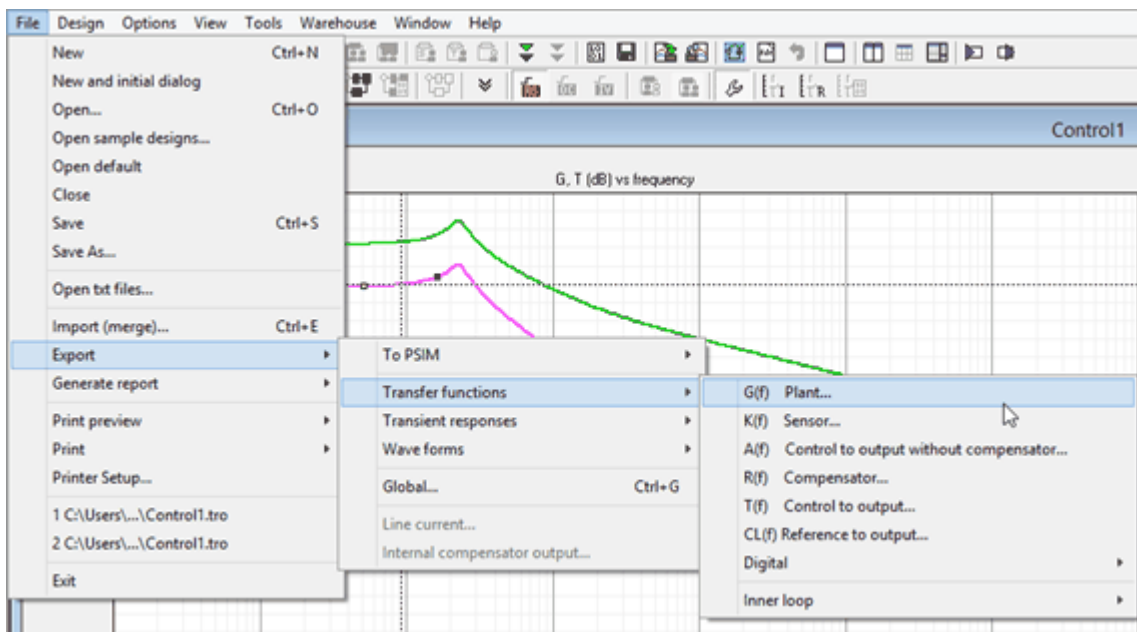 File Design Options View Tools Warehouse Window Help
New Ctrl+N
New and initial dialog
Open... Ctrl+O
Open sample designs...
Open default
Close
Save Ctrl+S
Save As...
Open txt files...
Import (merge)... Ctrl+E
Export
Generate report
Print preview
Print
Printer Setup...
1 C:\Users\...\Control1.tro
2 C:\Users\...\Control1.tro
Exit
Control1
G, T (dB) vs frequency
To PSIM
Transfer functions
Transient responses
Wave forms
Global... Ctrl+G
Line current...
Internal compensator output...
G(f) Plant...
K(f) Sensor...
A(f) Control to output without compensator...
R(f) Compensator...
T(f) Control to output...
CL(f) Reference to output...
Digital
Inner loop